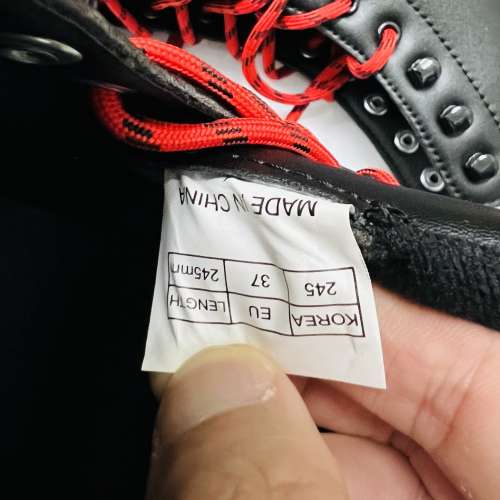 KOREA EU LENGTH
245 37 245mm
MADE IN CHINA